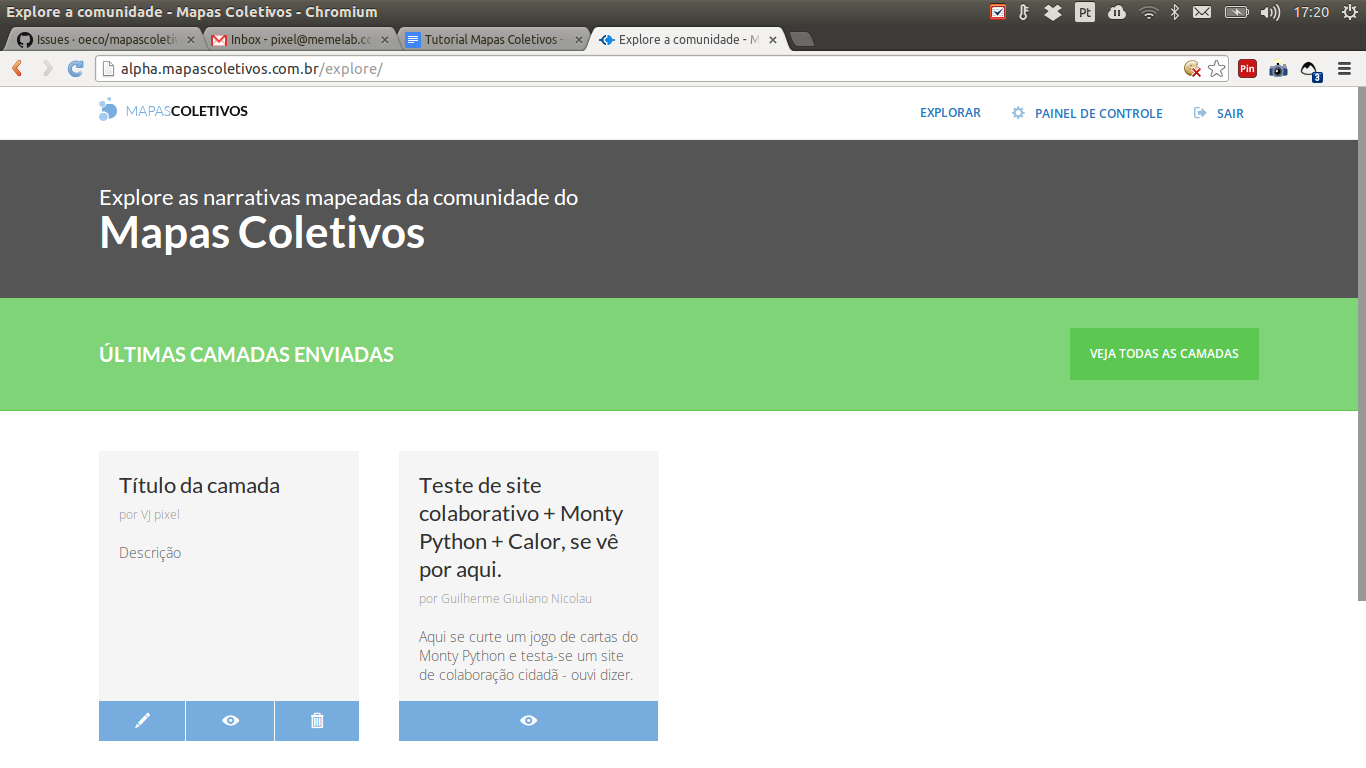 Explore a comunidade - Mapas Coletivos - Chromium
Pt
17:20
Issues · oeco/mapascoletiv
Inbox - pixel@memelab.cc
Tutorial Mapas Coletivos -
Explore a comunidade - M
alpha.mapascoletivos.com.br/explore/
Pin
3
MAPASCOLETIVOS
EXPLORAR
PAINEL DE CONTROLE
SAIR
Explore as narrativas mapeadas da comunidade do
Mapas Coletivos
ÚLTIMAS CAMADAS ENVIADAS
VEJA TODAS AS CAMADAS
Título da camada
por VJ pixel
Descrição
Teste de site
colaborativo + Monty
Python + Calor, se vê
por aqui.
por Guilherme Giuliano Nicolau
Aqui se curte um jogo de cartas do
Monty Python e testa-se um site
de colaboração cidadã - ouvi dizer.